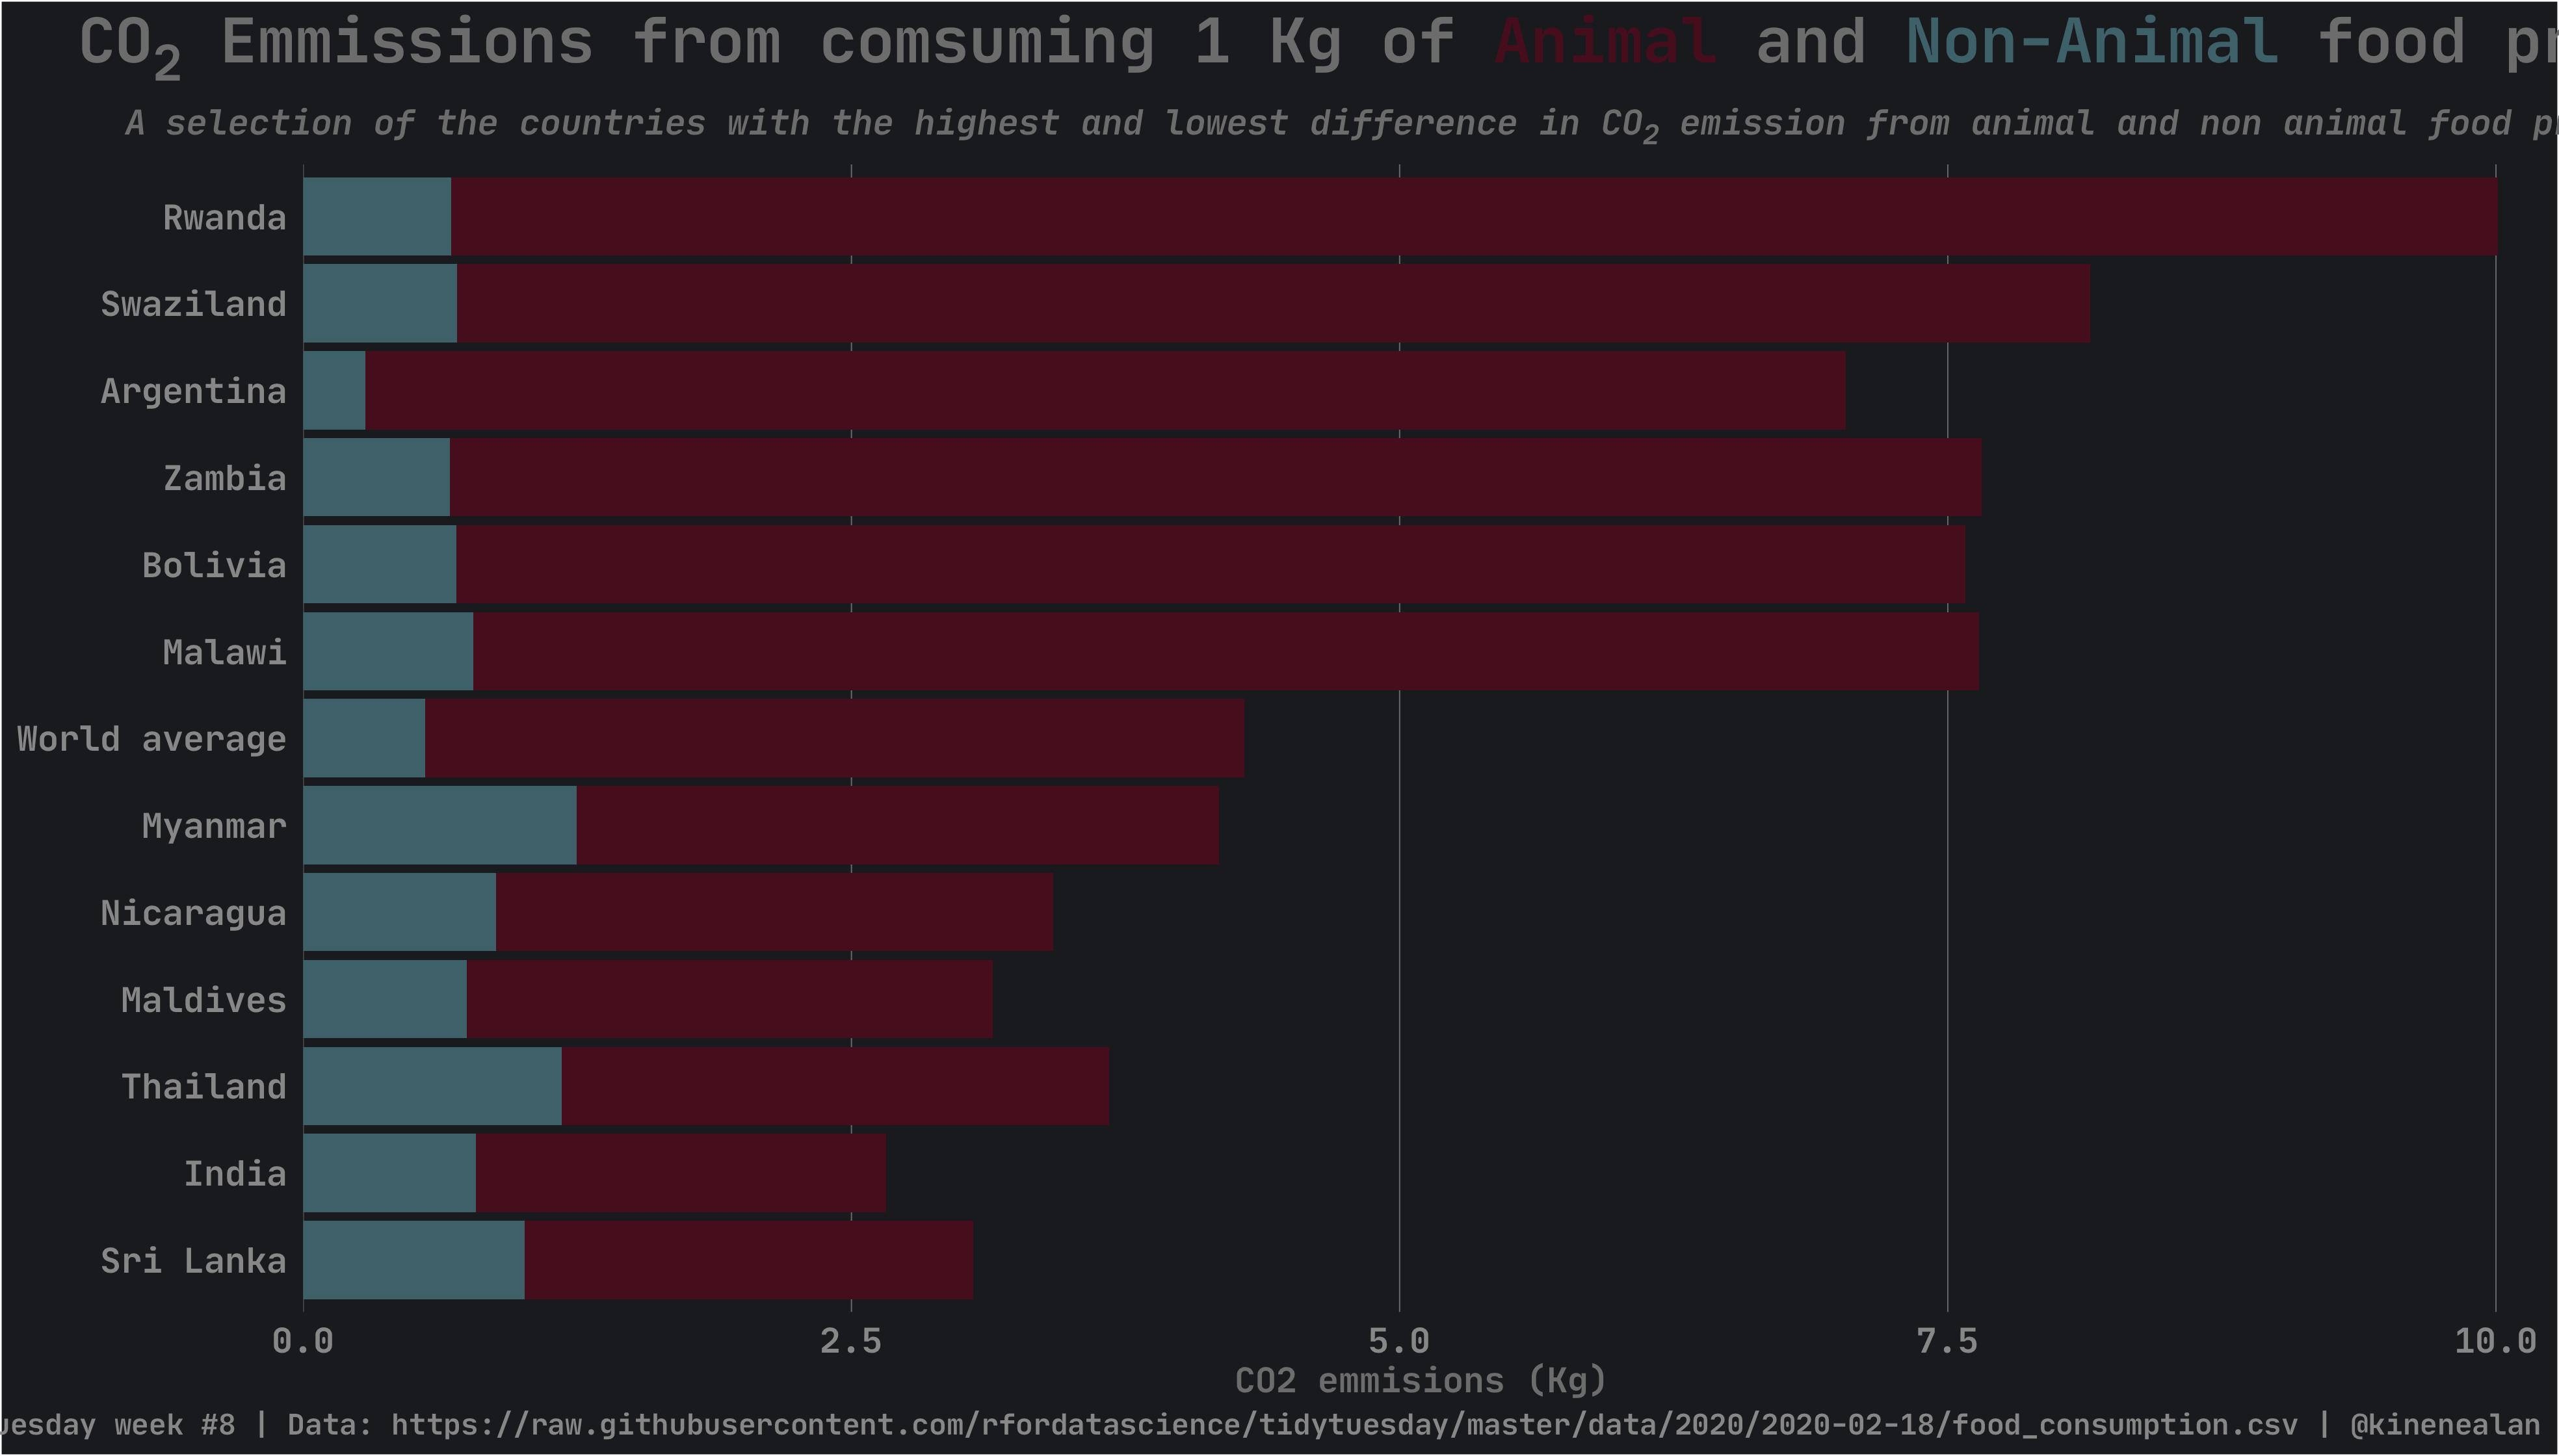 CO2 Emmissions from comsuming 1 Kg of Animal and Non-Animal food
A selection of the countries with the highest and lowest difference in CO2 emission from animal and non animal food
Rwanda
Swaziland
Argentina
Zambia
Bolivia
Malawi
World average
Myanmar
Nicaragua
Maldives
Thailand
India
Sri Lanka
0.0 2.5 5.0 7.5 10.0
CO2 emmisions (Kg)
week #8 | Data: https://raw.githubusercontent.com/rfordatascience/tidytuesday/master/data/2020/2020-02-18/food_consumption.csv | @kinenealan